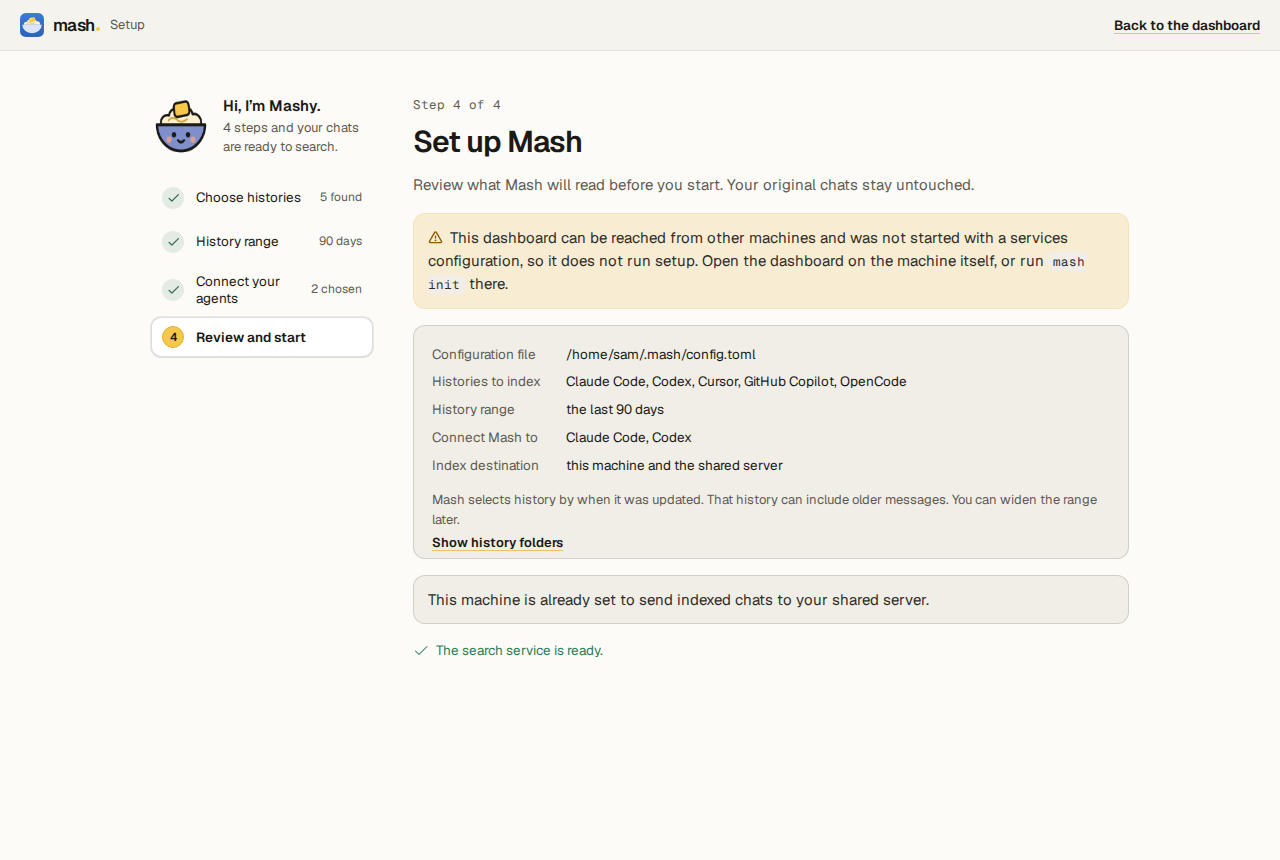 mash. Setup
Back to the dashboard
Hi, I'm Mashy.
4 steps and your chats
are ready to search.
Choose histories 5 found
History range 90 days
Connect your
agents
2 chosen
4 Review and start
Step 4 of 4
Set up Mash
Review what Mash will read before you start. Your original chats stay untouched.
This dashboard can be reached from other machines and was not started with a services
configuration, so it does not run setup. Open the dashboard on the machine itself, or run mash
init there.
Configuration file /home/sam/.mash/config.toml
Histories to index Claude Code, Codex, Cursor, GitHub Copilot, OpenCode
History range the last 90 days
Connect Mash to Claude Code, Codex
Index destination this machine and the shared server
Mash selects history by when it was updated. That history can include older messages. You can widen the range
later.
Show history folders
This machine is already set to send indexed chats to your shared server.
The search service is ready.